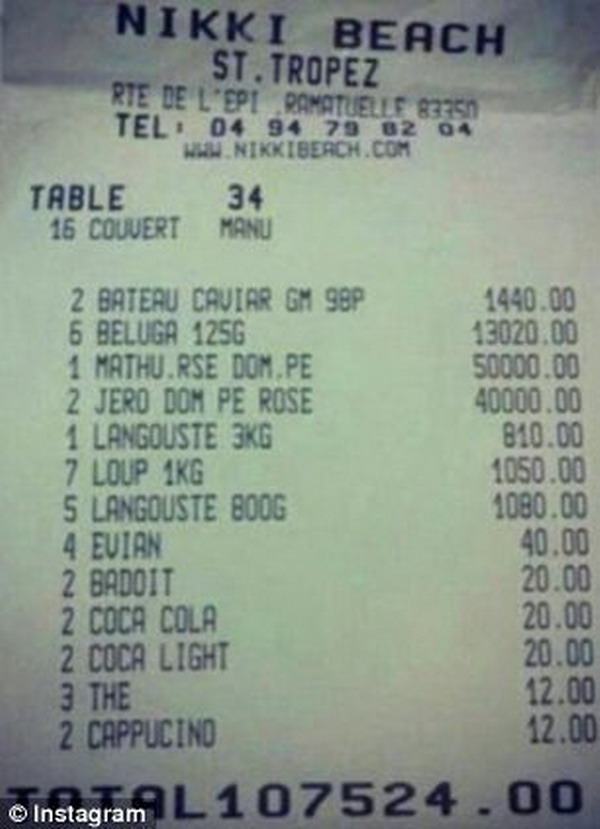 NIKKI BEACH
ST.TROPEZ
RTE DE L'EPI .RAMATUELLE 83350
TEL: 04 94 79 82 04
WWW.NIKKIBEACH.COM
TABLE 34
16 COUVERT MANU
2 BATEAU CAVIAR GM 98P 1440.00
6 BELUGA 125G 13020.00
1 MATHU.RSE DOM.PE 50000.00
2 JERO DOM PE ROSE 40000.00
1 LANGOUSTE 3KG 810.00
7 LOUP 1KG 1050.00
5 LANGOUSTE 800G 1080.00
4 EVIAN 40.00
2 BADOIT 20.00
2 COCA COLA 20.00
2 COCA LIGHT 20.00
3 THE 12.00
2 CAPPUCINO 12.00
TOTAL107524.00
© Instagram